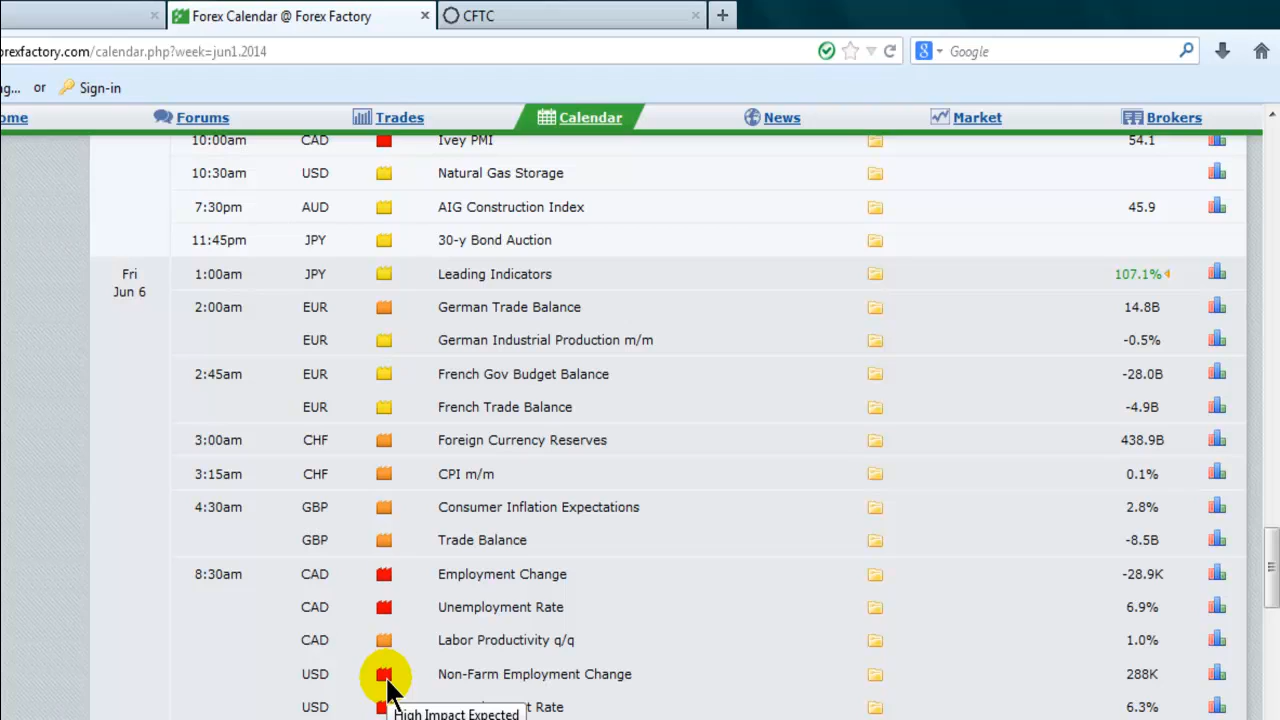 Forex Calendar @ Forex Factory × CFTC × +
orexfactory.com/calendar.php?week=jun1.2014 Google
ag... or Sign-in
ome Forums Trades Calendar News Market Brokers
10:00am CAD Ivey PMI 54.1
10:30am USD Natural Gas Storage
7:30pm AUD AIG Construction Index 45.9
11:45pm JPY 30-y Bond Auction
Fri 1:00am JPY Leading Indicators 107.1%
Jun 6
2:00am EUR German Trade Balance 14.8B
EUR German Industrial Production m/m -0.5%
2:45am EUR French Gov Budget Balance -28.0B
EUR French Trade Balance -4.9B
3:00am CHF Foreign Currency Reserves 438.9B
3:15am CHF CPI m/m 0.1%
4:30am GBP Consumer Inflation Expectations 2.8%
GBP Trade Balance -8.5B
8:30am CAD Employment Change -28.9K
CAD Unemployment Rate 6.9%
CAD Labor Productivity q/q 1.0%
USD Non-Farm Employment Change 288K
USD Rate 6.3%
High Impact Expected